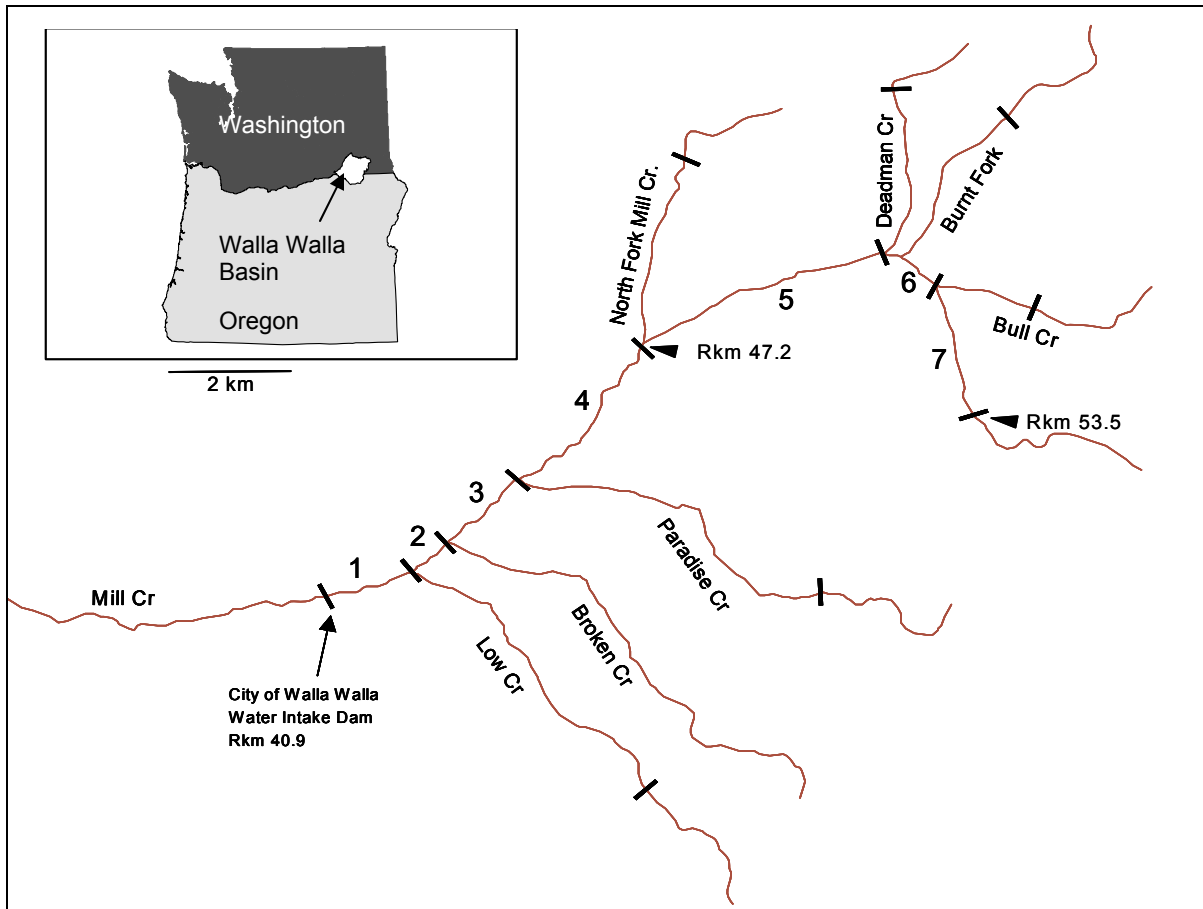 Washington
Walla Walla
Basin
Oregon
2 km
North Fork Mill Cr.
Deadman Cr
Burnt Fork
5
6
Bull Cr
Rkm 47.2
7
4
Rkm 53.5
3
Paradise Cr
2
1
Mill Cr
Broken Cr
Low Cr
City of Walla Walla
Water Intake Dam
Rkm 40.9